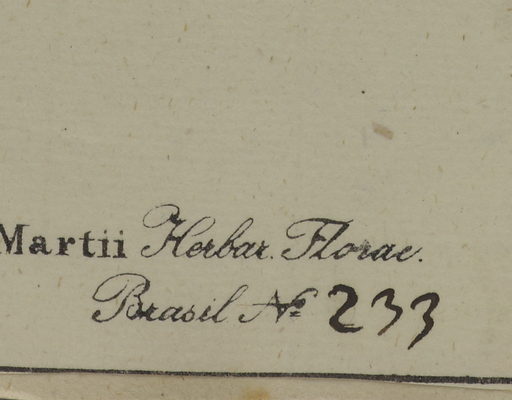 Martii Herbar. Florae.
Brasil. No. 233